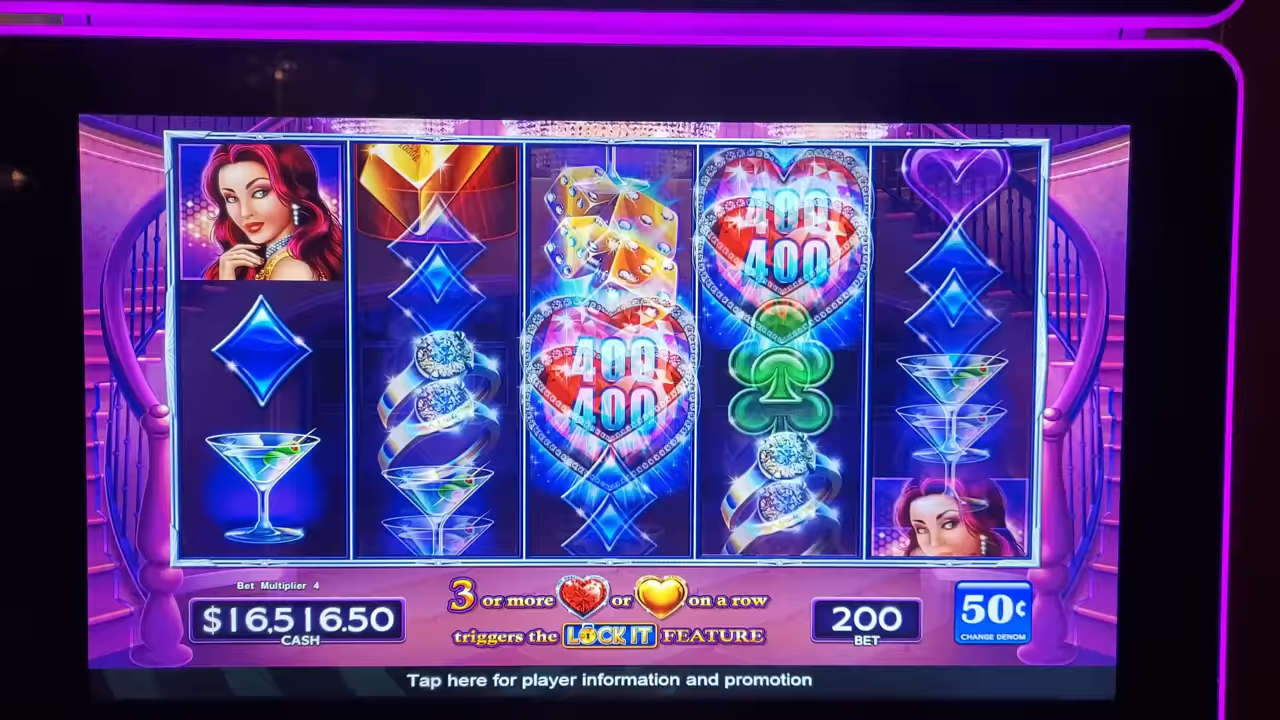 400
400
400
400
Bet Multiplier 4
$16,516.50
CASH
3 or more or on a row
triggers the LOCK IT FEATURE
200
BET
50¢
CHANGE DENOM
Tap here for player information and promotion